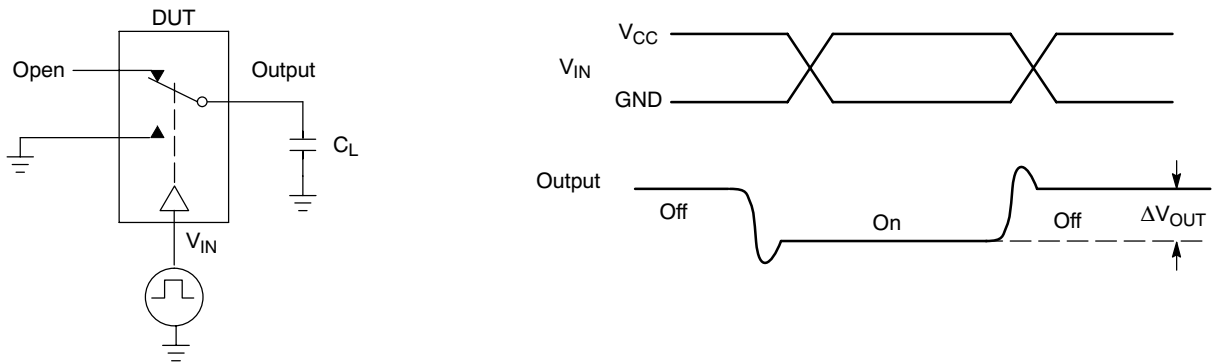 DUT
Open
Output
C_L
V_IN
V_CC
V_IN
GND
Output
Off
On
Off
ΔV_OUT